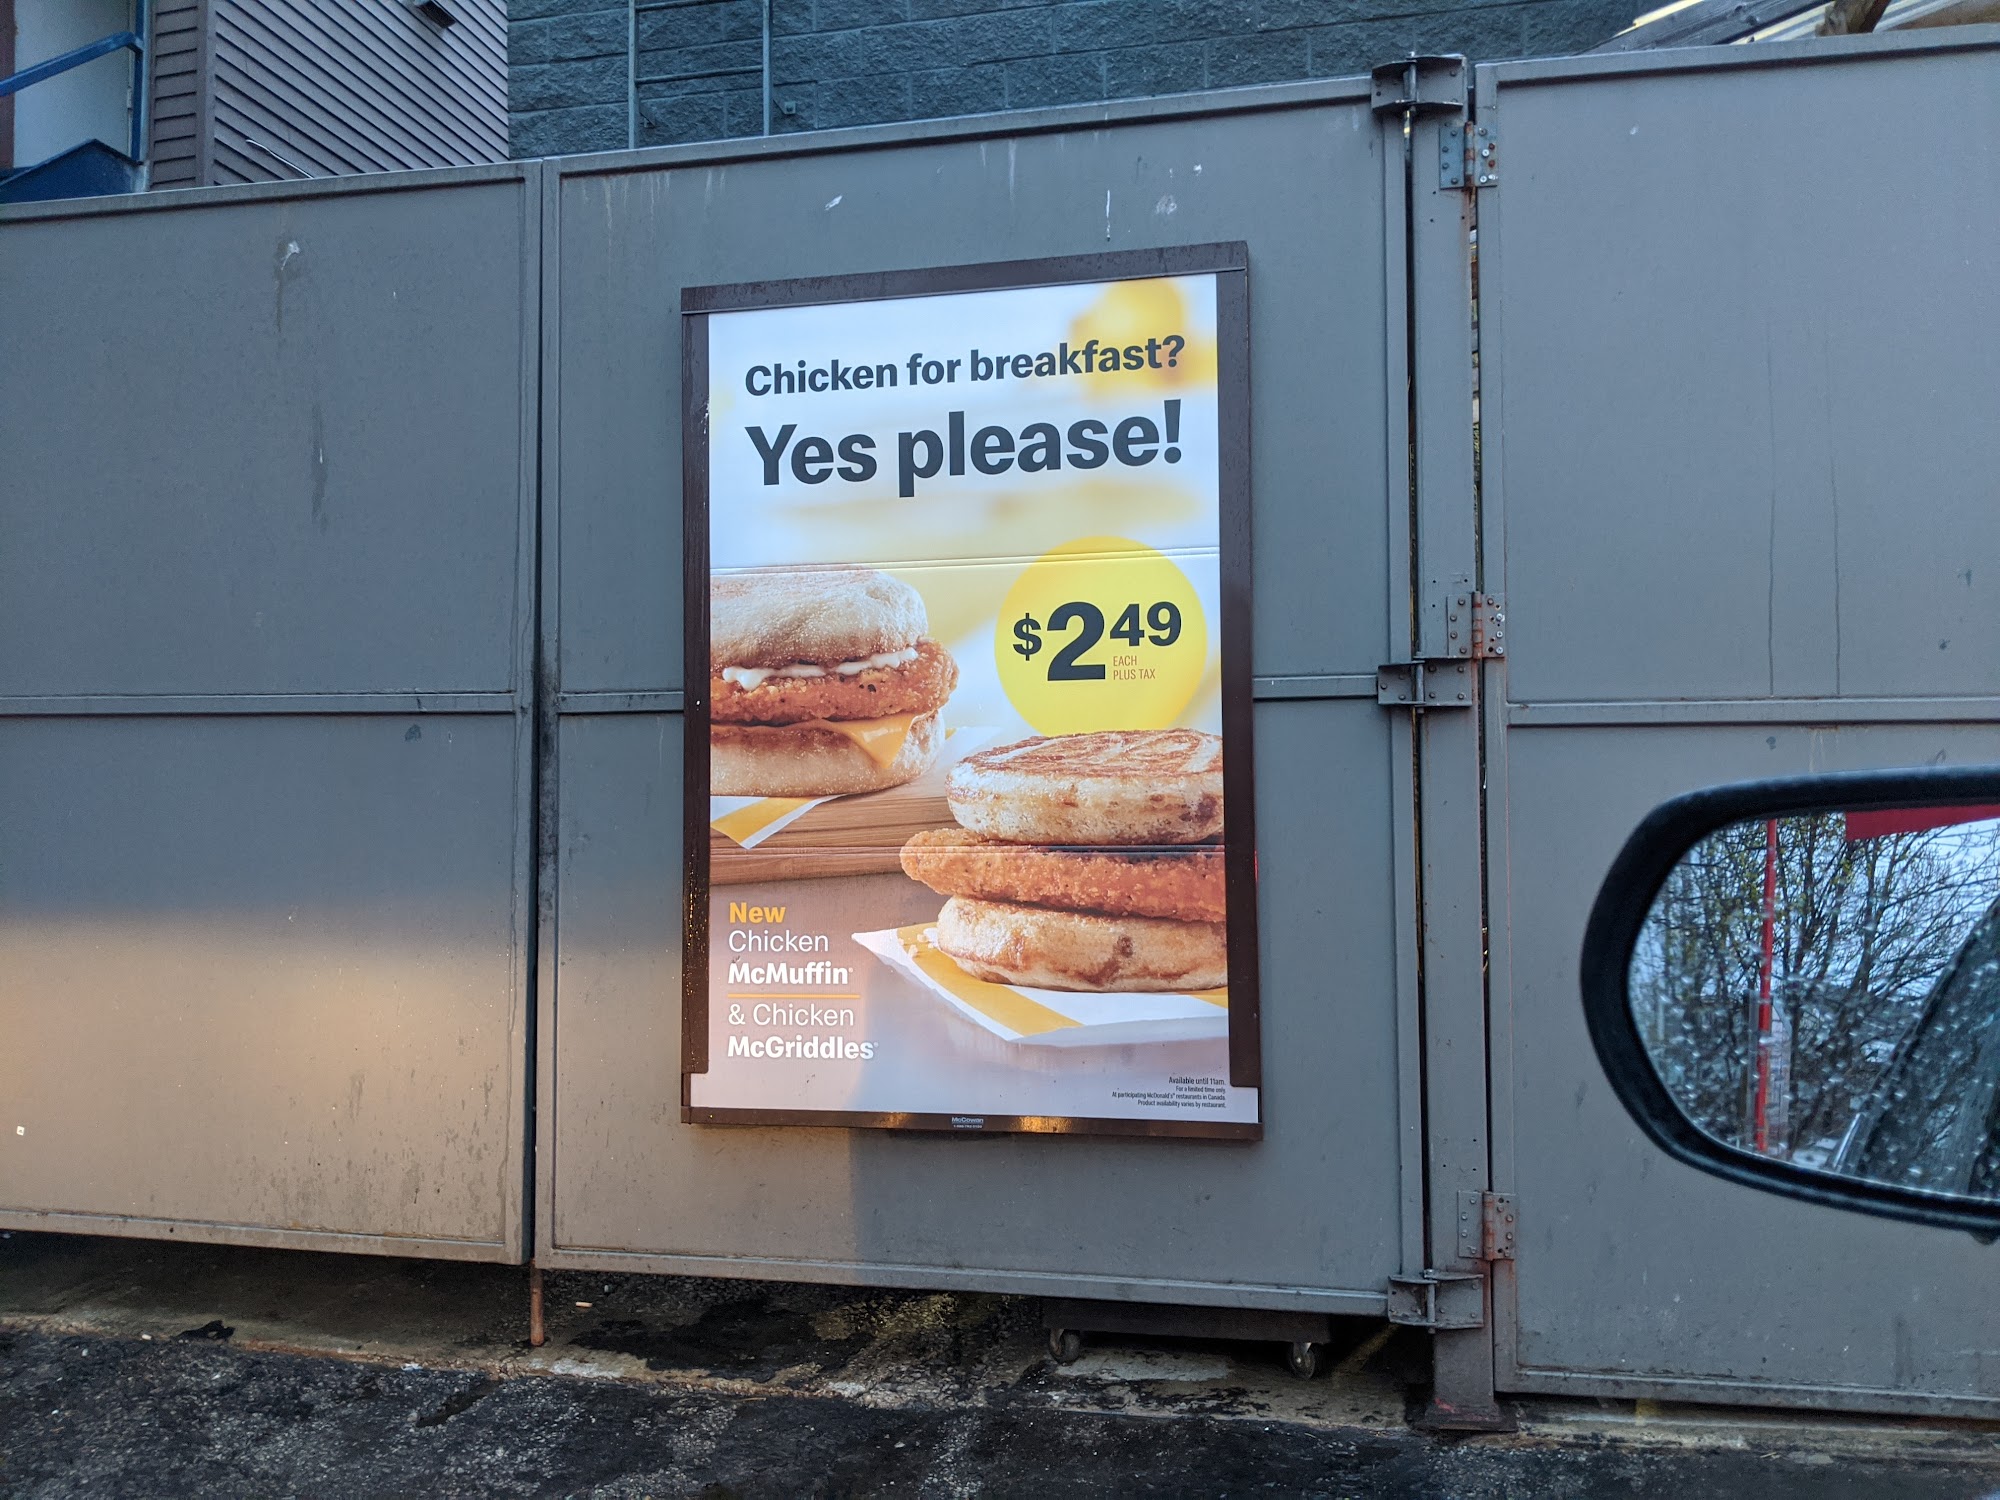 Chicken for breakfast?
Yes please!
$2 49
EACH
PLUS TAX
New
Chicken
McMuffin®
& Chicken
McGriddles®
Available until 11am.
For a limited time only.
At participating McDonald's® restaurants in Canada.
Product availability varies by restaurant.
McCowan